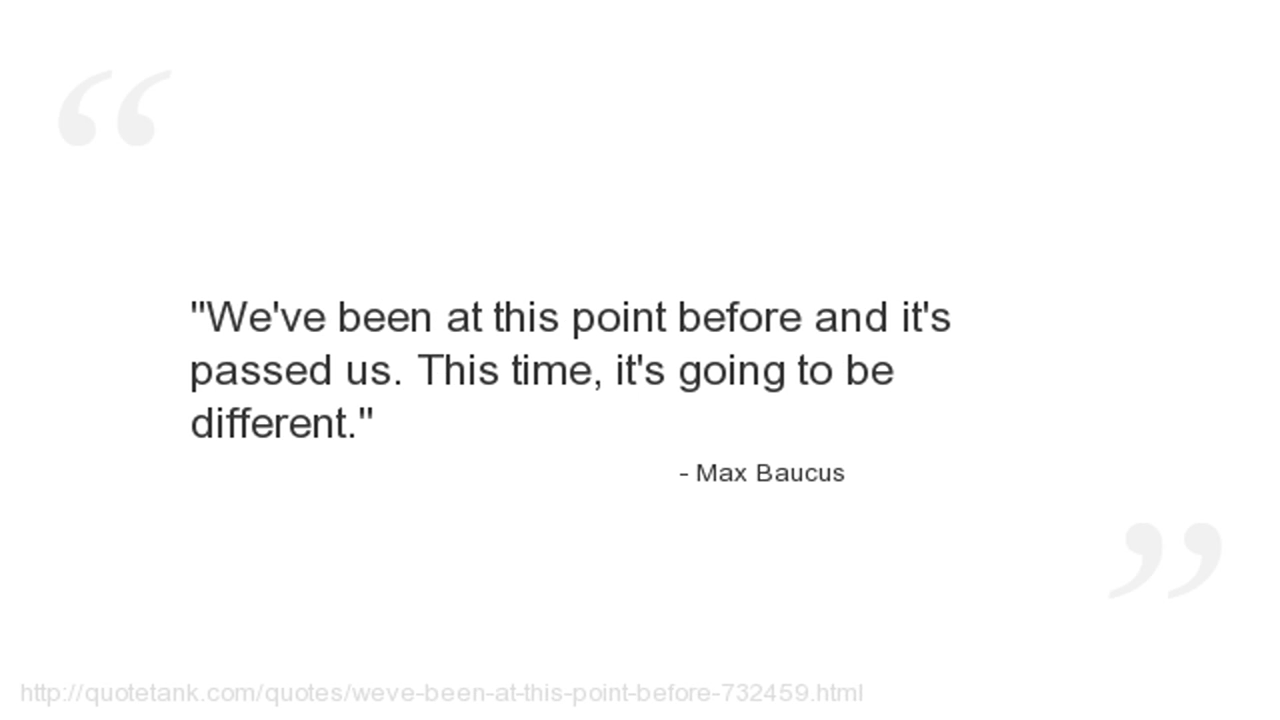 "We've been at this point before and it's
passed us. This time, it's going to be
different."
- Max Baucus
http://quotetank.com/quotes/weve-been-at-this-point-before-732459.html